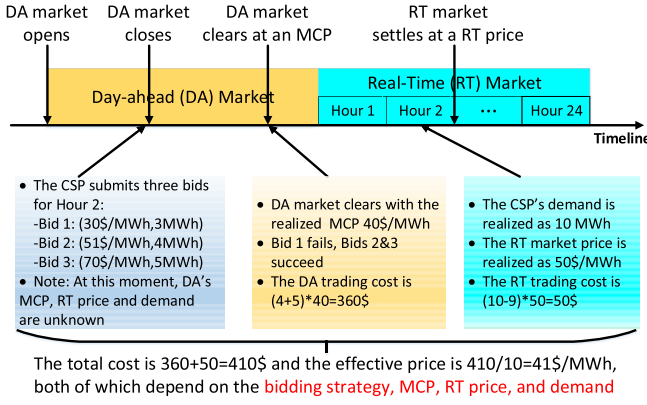 DA market opens
DA market closes
DA market clears at an MCP
RT market settles at a RT price
Day-ahead (DA) Market
Real-Time (RT) Market
Hour 1
Hour 2
···
Hour 24
Timeline
• The CSP submits three bids
for Hour 2:
-Bid 1: (30$/MWh,3MWh)
-Bid 2: (51$/MWh,4MWh)
-Bid 3: (70$/MWh,5MWh)
• Note: At this moment, DA's
MCP, RT price and demand
are unknown
• DA market clears with the
realized MCP 40$/MWh
• Bid 1 fails, Bids 2&3
succeed
• The DA trading cost is
(4+5)*40=360$
• The CSP's demand is
realized as 10 MWh
• The RT market price is
realized as 50$/MWh
• The RT trading cost is
(10-9)*50=50$
The total cost is 360+50=410$ and the effective price is 410/10=41$/MWh,
both of which depend on the bidding strategy, MCP, RT price, and demand